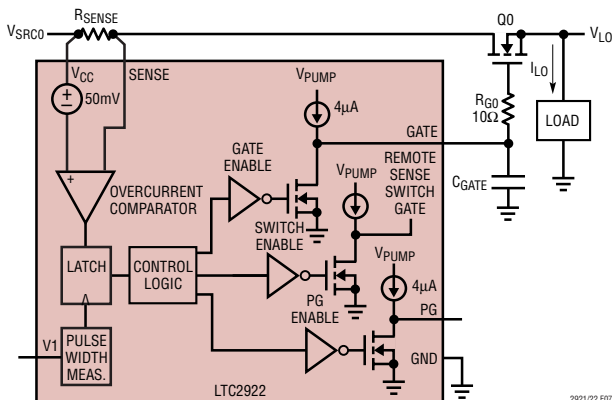 RSENSE
VSRC0
VCC
SENSE
50mV
VPUMP
4µA
GATE
Q0
VL0
IL0
RG0
10Ω
LOAD
CGATE
GATE
ENABLE
VPUMP
REMOTE
SENSE
SWITCH
GATE
+
OVERCURRENT
COMPARATOR
SWITCH
ENABLE
LATCH
CONTROL
LOGIC
VPUMP
4µA
PG
PG
ENABLE
V1
PULSE
WIDTH
MEAS.
GND
LTC2922
2921/22 F07